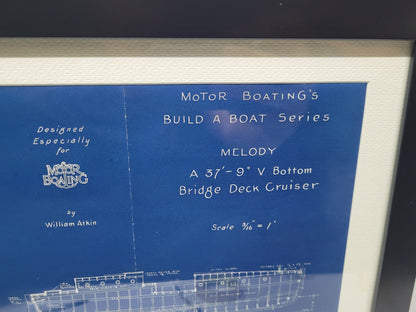 MOTOR BOATING'S
BUILD A BOAT Series
MELODY
A 37'-9" V Bottom
Bridge Deck Cruiser
Scale 3/16" = 1'
Designed
Especially
for
MOTOR
BOATING
by
William Atkin